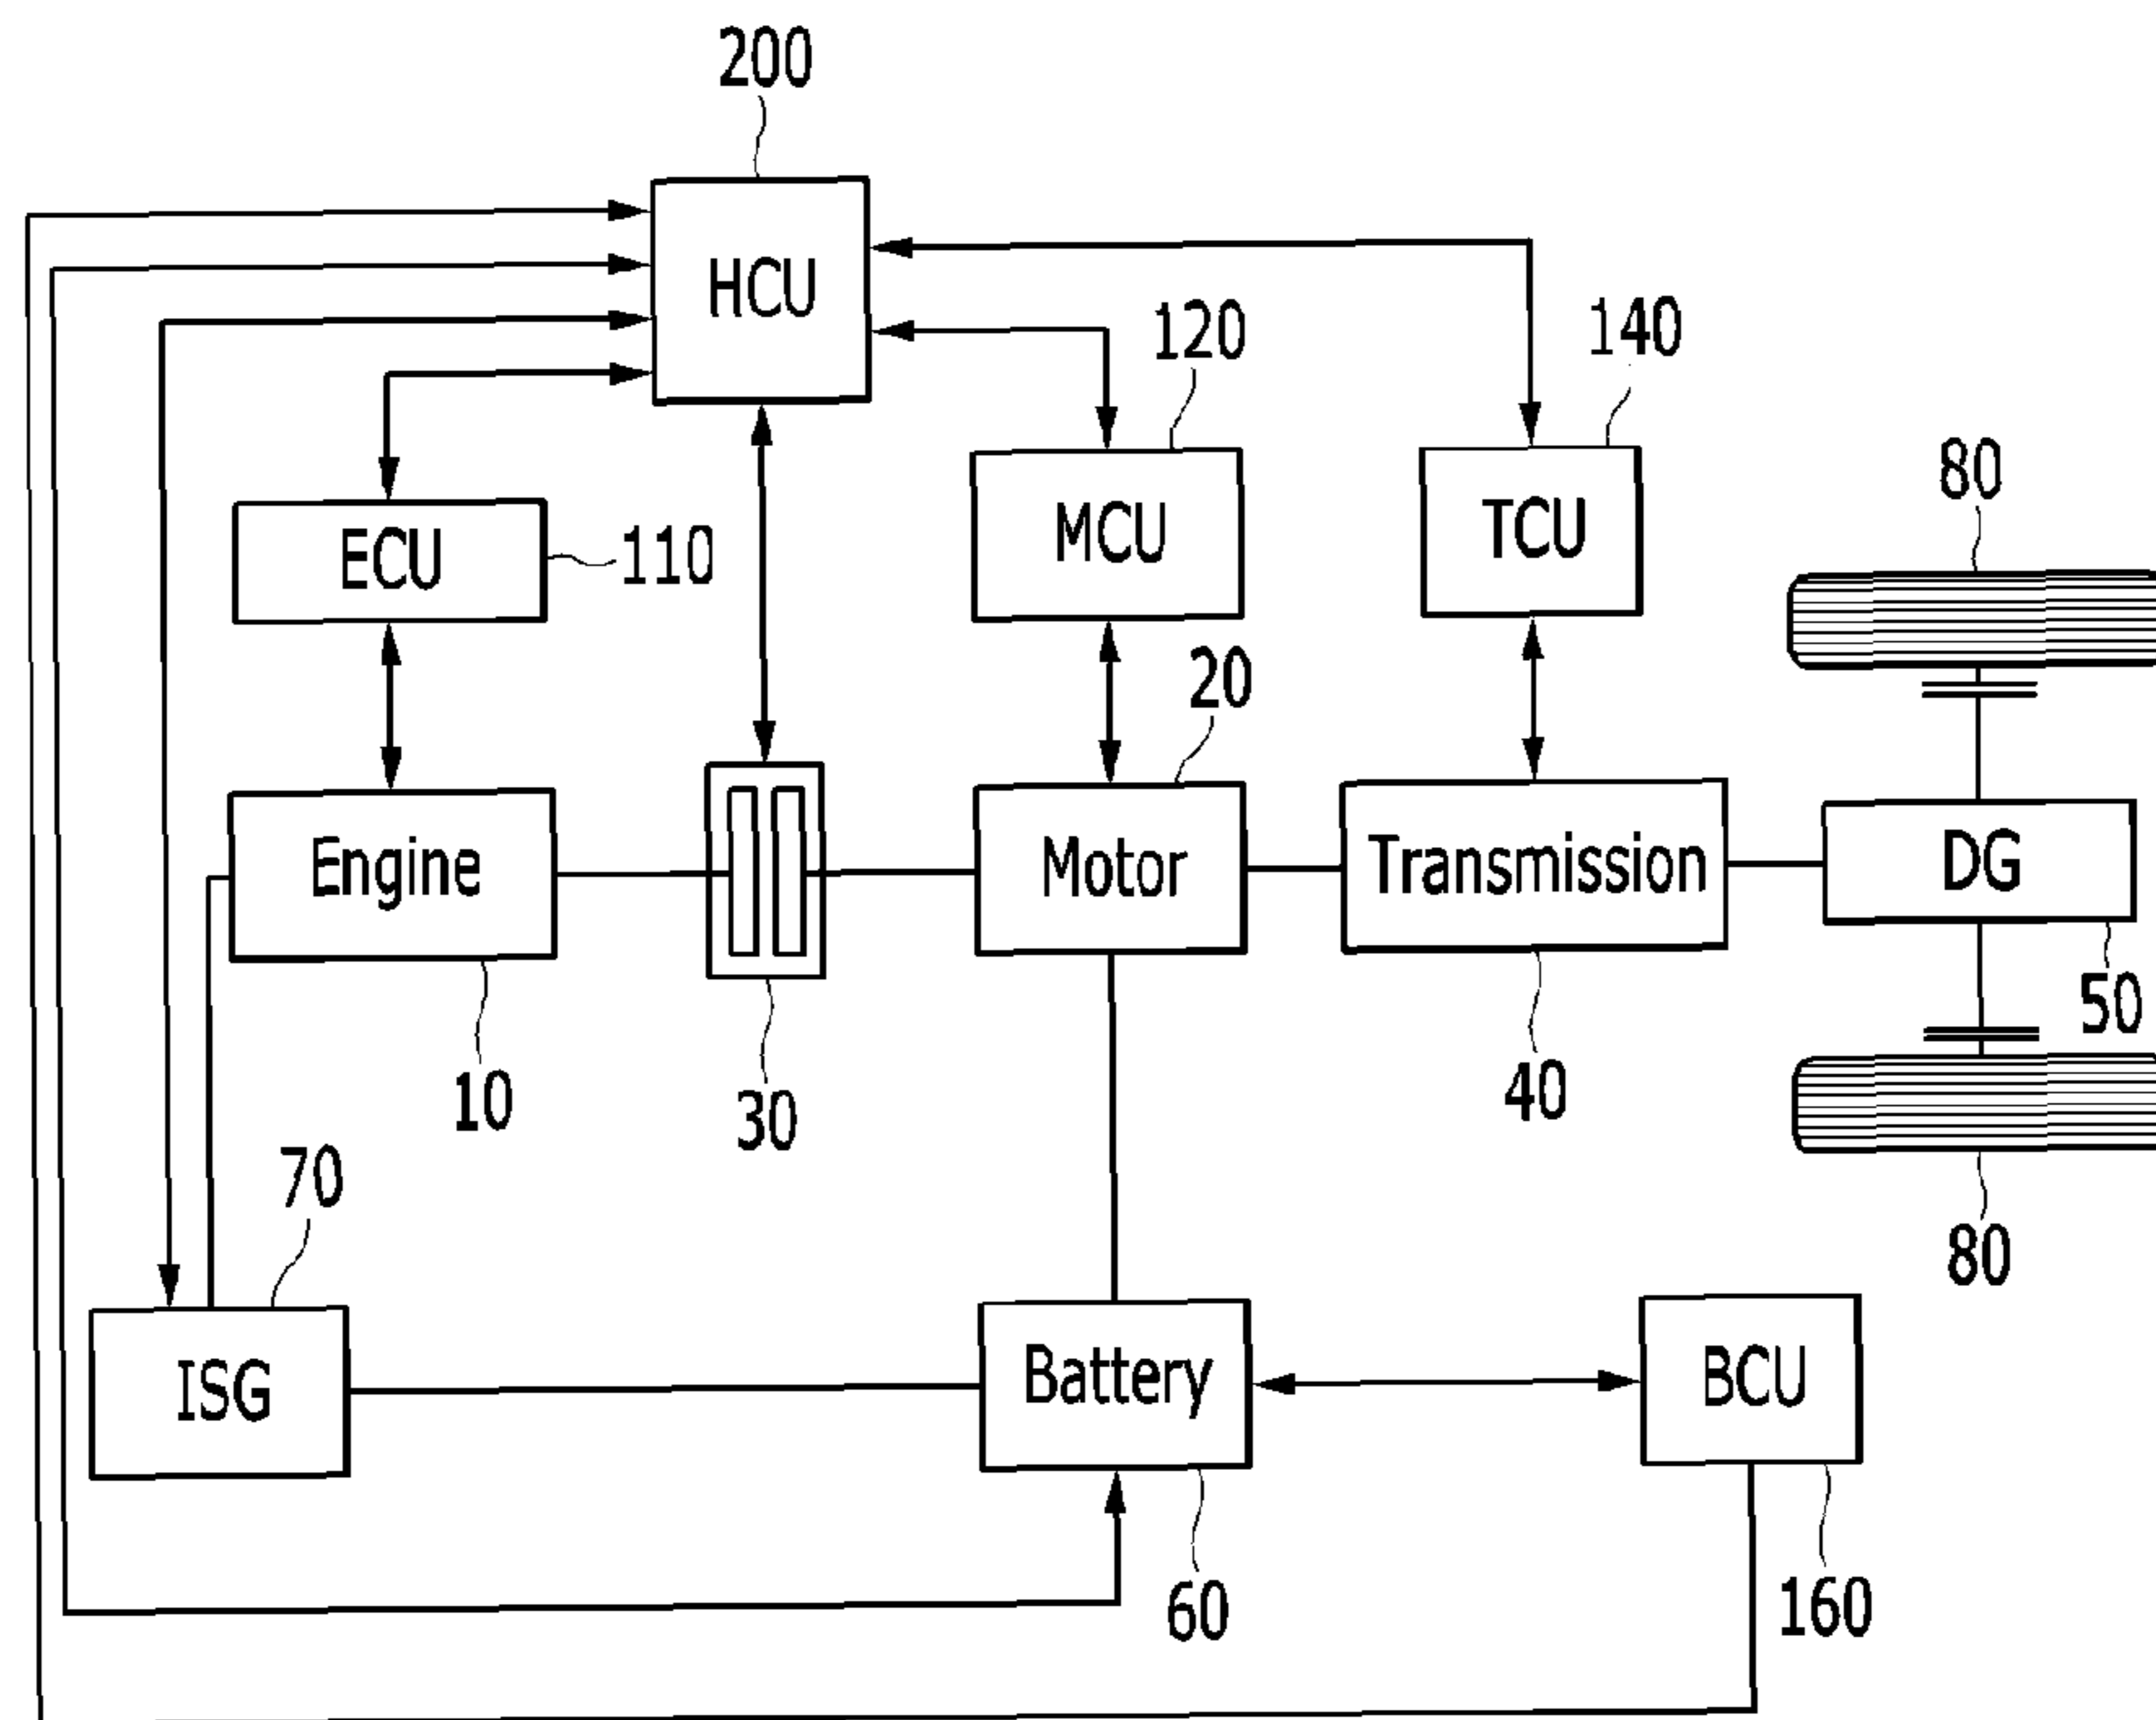 200
HCU
120
140
80
ECU
110
MCU
TCU
20
Engine
Motor
Transmission
DG
50
10
30
40
70
80
ISG
Battery
BCU
60
160